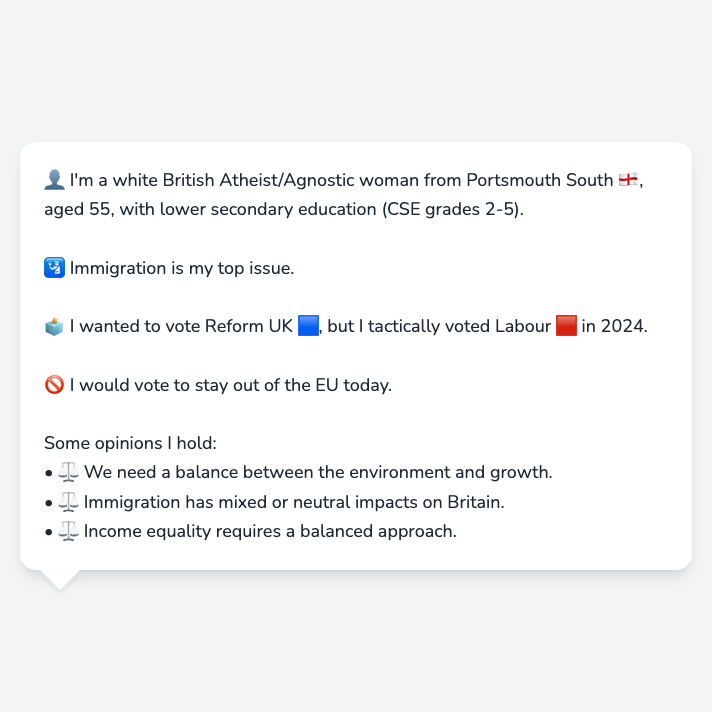 👤 I'm a white British Atheist/Agnostic woman from Portsmouth South 🏴󠁧󠁢󠁥󠁮󠁧󠁿,
aged 55, with lower secondary education (CSE grades 2-5).
🛂 Immigration is my top issue.
🗳️ I wanted to vote Reform UK 🟦, but I tactically voted Labour 🟥 in 2024.
🚫 I would vote to stay out of the EU today.
Some opinions I hold:
• ⚖️ We need a balance between the environment and growth.
• ⚖️ Immigration has mixed or neutral impacts on Britain.
• ⚖️ Income equality requires a balanced approach.